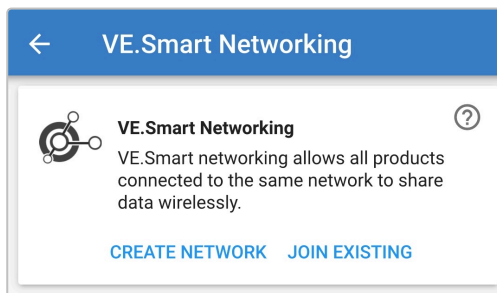 VE.Smart Networking
VE.Smart Networking
VE.Smart networking allows all products
connected to the same network to share
data wirelessly.
CREATE NETWORK JOIN EXISTING